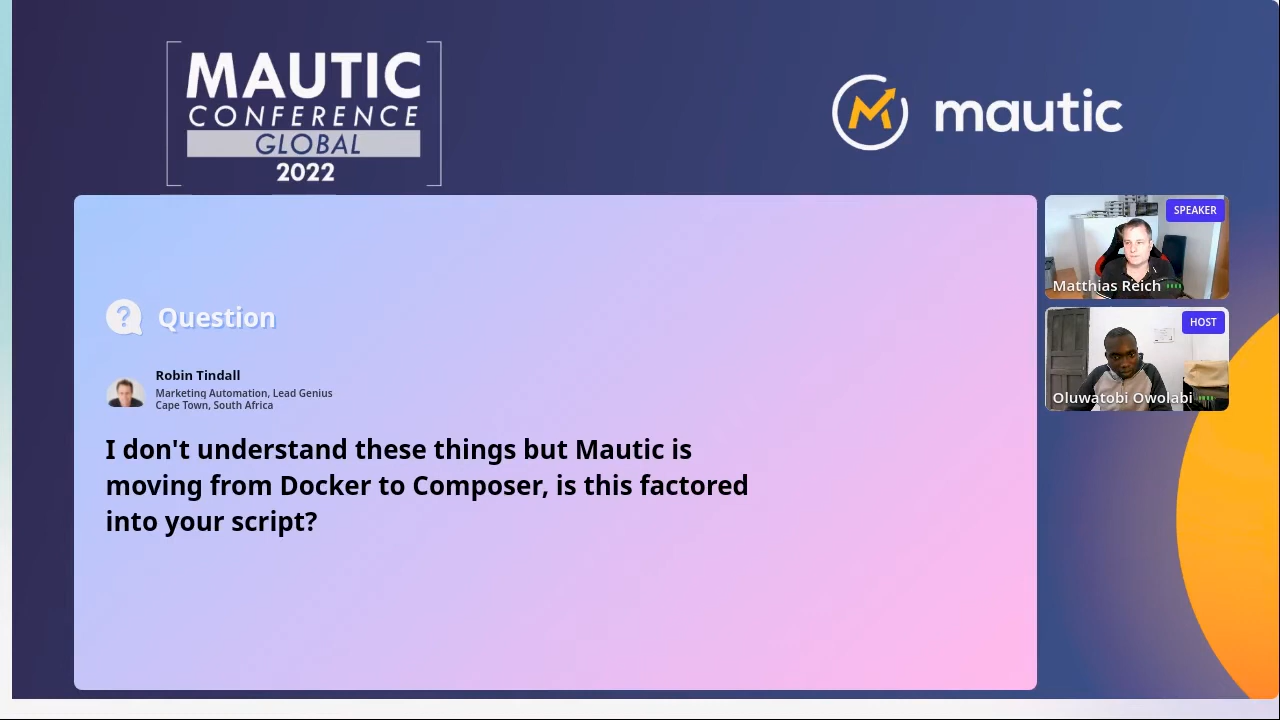 MAUTIC
CONFERENCE
GLOBAL
2022
mautic
SPEAKER
Matthias Reich
HOST
Oluwatobi Owolabi
Question
Robin Tindall
Marketing Automation, Lead Genius
Cape Town, South Africa
I don't understand these things but Mautic is
moving from Docker to Composer, is this factored
into your script?